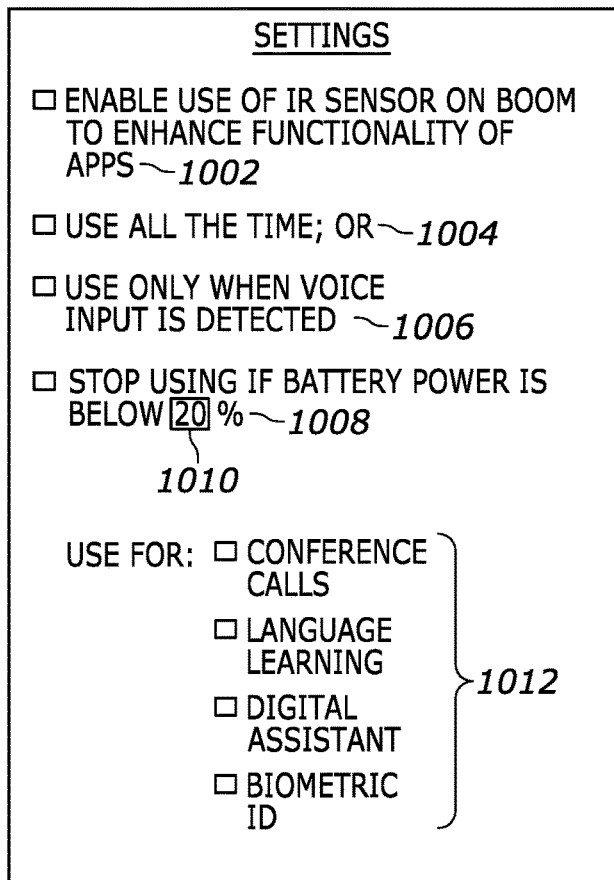 SETTINGS
ENABLE USE OF IR SENSOR ON BOOM
TO ENHANCE FUNCTIONALITY OF
APPS 1002
USE ALL THE TIME; OR 1004
USE ONLY WHEN VOICE
INPUT IS DETECTED 1006
STOP USING IF BATTERY POWER IS
BELOW 20 % 1008
1010
USE FOR: CONFERENCE
CALLS
LANGUAGE
LEARNING
1012
DIGITAL
ASSISTANT
BIOMETRIC
ID